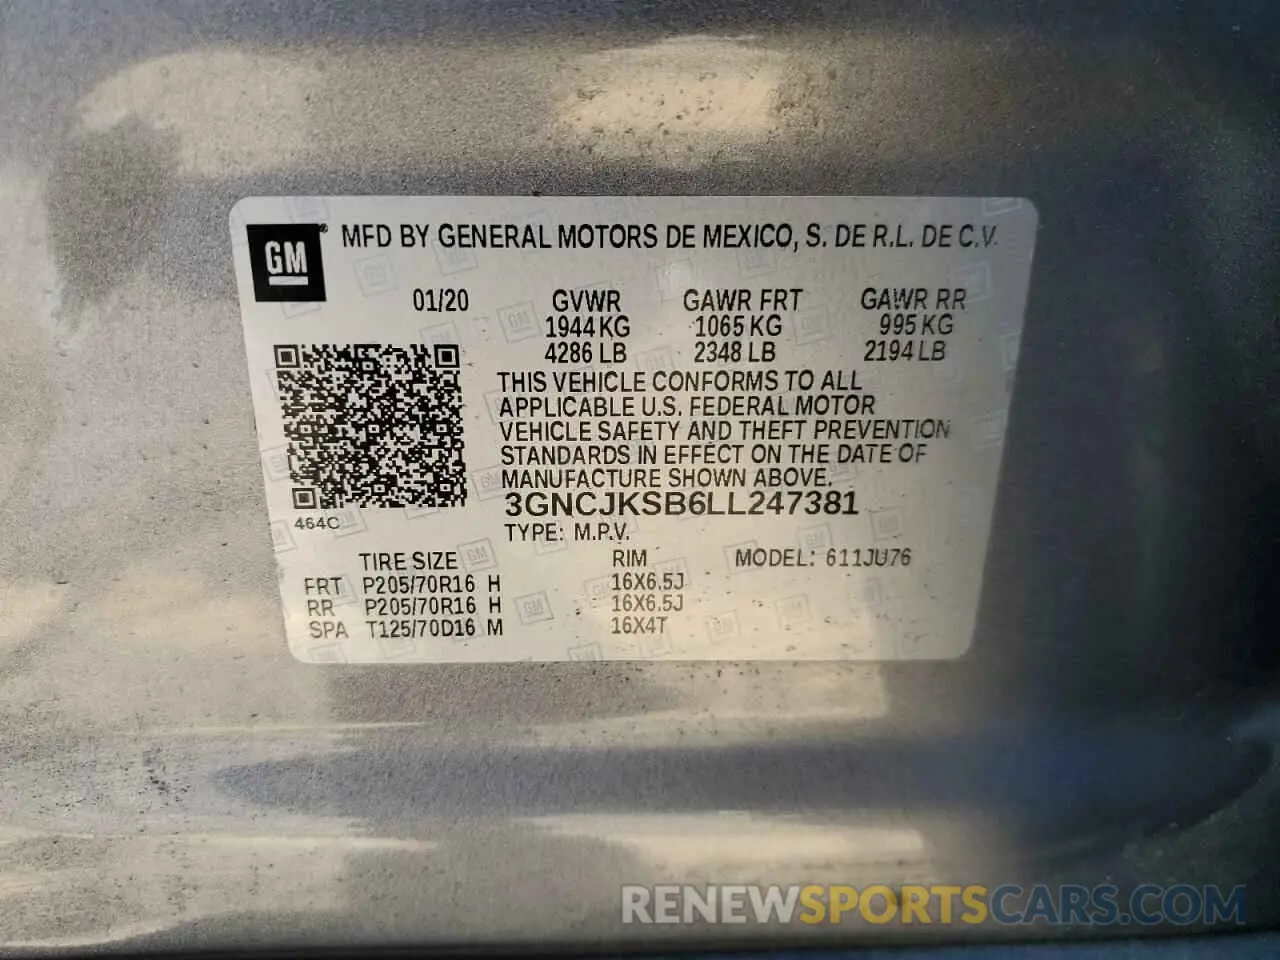 GM ® MFD BY GENERAL MOTORS DE MEXICO, S. DE R.L. DE C.V.
01/20 GVWR GAWR FRT GAWR RR
1944 KG 1065 KG 995 KG
4286 LB 2348 LB 2194 LB
THIS VEHICLE CONFORMS TO ALL
APPLICABLE U.S. FEDERAL MOTOR
VEHICLE SAFETY AND THEFT PREVENTION
STANDARDS IN EFFECT ON THE DATE OF
MANUFACTURE SHOWN ABOVE.
3GNCJKSB6LL247381
464C
TYPE: M.P.V.
TIRE SIZE RIM MODEL: 611JU76
FRT P205/70R16 H 16X6.5J
RR P205/70R16 H 16X6.5J
SPA T125/70D16 M 16X4T
RENEWSPORTSCARS.COM